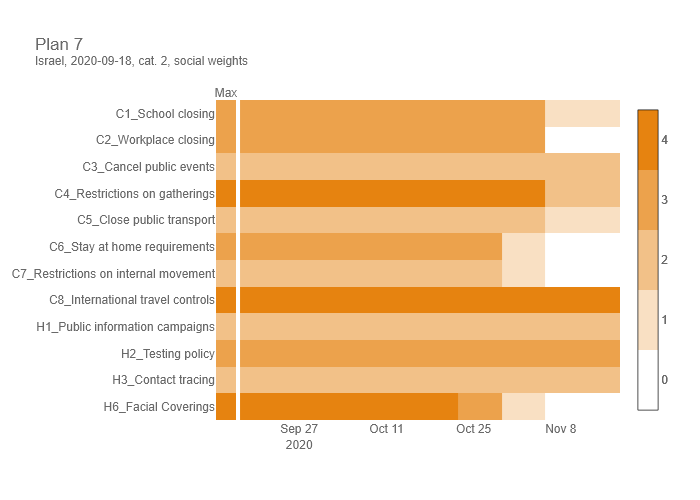 Plan 7
Israel, 2020-09-18, cat. 2, social weights
Max
C1_School closing
C2_Workplace closing
C3_Cancel public events
C4_Restrictions on gatherings
C5_Close public transport
C6_Stay at home requirements
C7_Restrictions on internal movement
C8_International travel controls
H1_Public information campaigns
H2_Testing policy
H3_Contact tracing
H6_Facial Coverings
Sep 27 Oct 11 Oct 25 Nov 8
2020
4
3
2
1
0